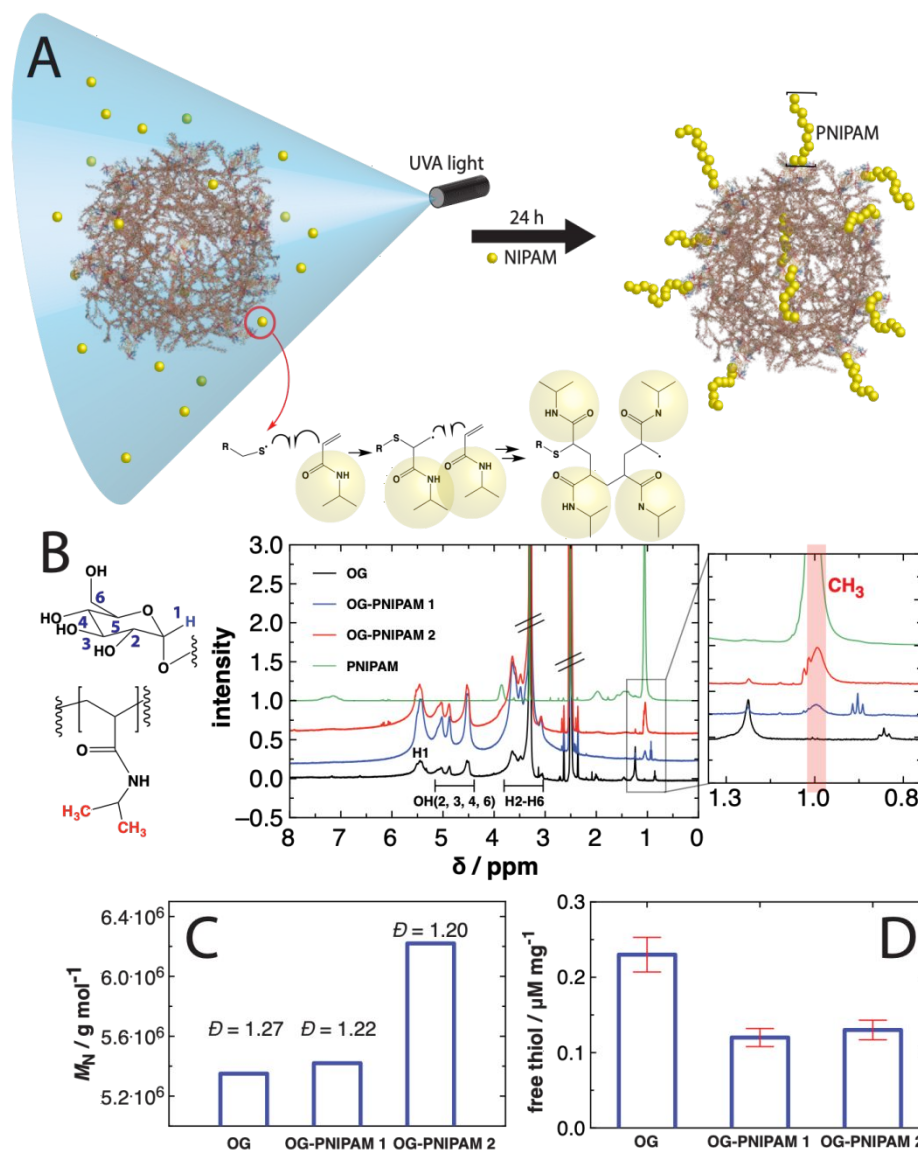 A
UVA light
24 h
NIPAM
PNIPAM
R
S
O
NH
R
S
O
NH
O
NH
HN
O
O
N
R
S
O
NH
O
N
O
B
OH
6
HO
4
5
O
1
H
HO
3
HO
2
O
O
NH
H₃C
CH₃
intensity
3.0
2.5
2.0
1.5
1.0
0.5
0.0
−0.5
OG
OG-PNIPAM 1
OG-PNIPAM 2
PNIPAM
H1
OH(2, 3, 4, 6)
H2-H6
8 7 6 5 4 3 2 1 0
δ / ppm
CH₃
1.3 1.0 0.8
C
M_N / g mol⁻¹
6.4·10⁶
6.0·10⁶
5.6·10⁶
5.2·10⁶
Đ = 1.27
Đ = 1.22
Đ = 1.20
OG OG-PNIPAM 1 OG-PNIPAM 2
D
free thiol / μM mg⁻¹
0.3
0.2
0.1
0.0
OG OG-PNIPAM 1 OG-PNIPAM 2